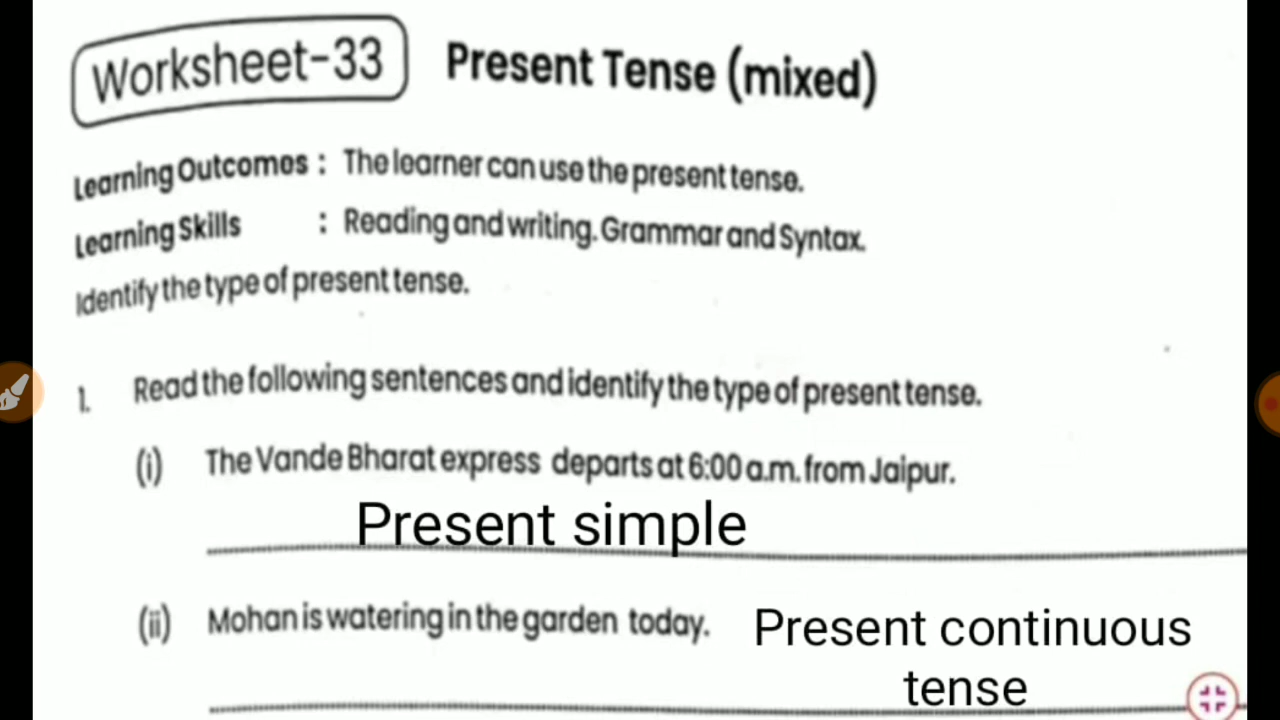 Worksheet-33 Present Tense (mixed)
Learning Outcomes : The learner can use the present tense.
Learning Skills : Reading and writing. Grammar and Syntax.
Identify the type of present tense.
1. Read the following sentences and identify the type of present tense.
(i) The Vande Bharat express departs at 6:00 a.m. from Jaipur.
Present simple
(ii) Mohan is watering in the garden today. Present continuous
tense